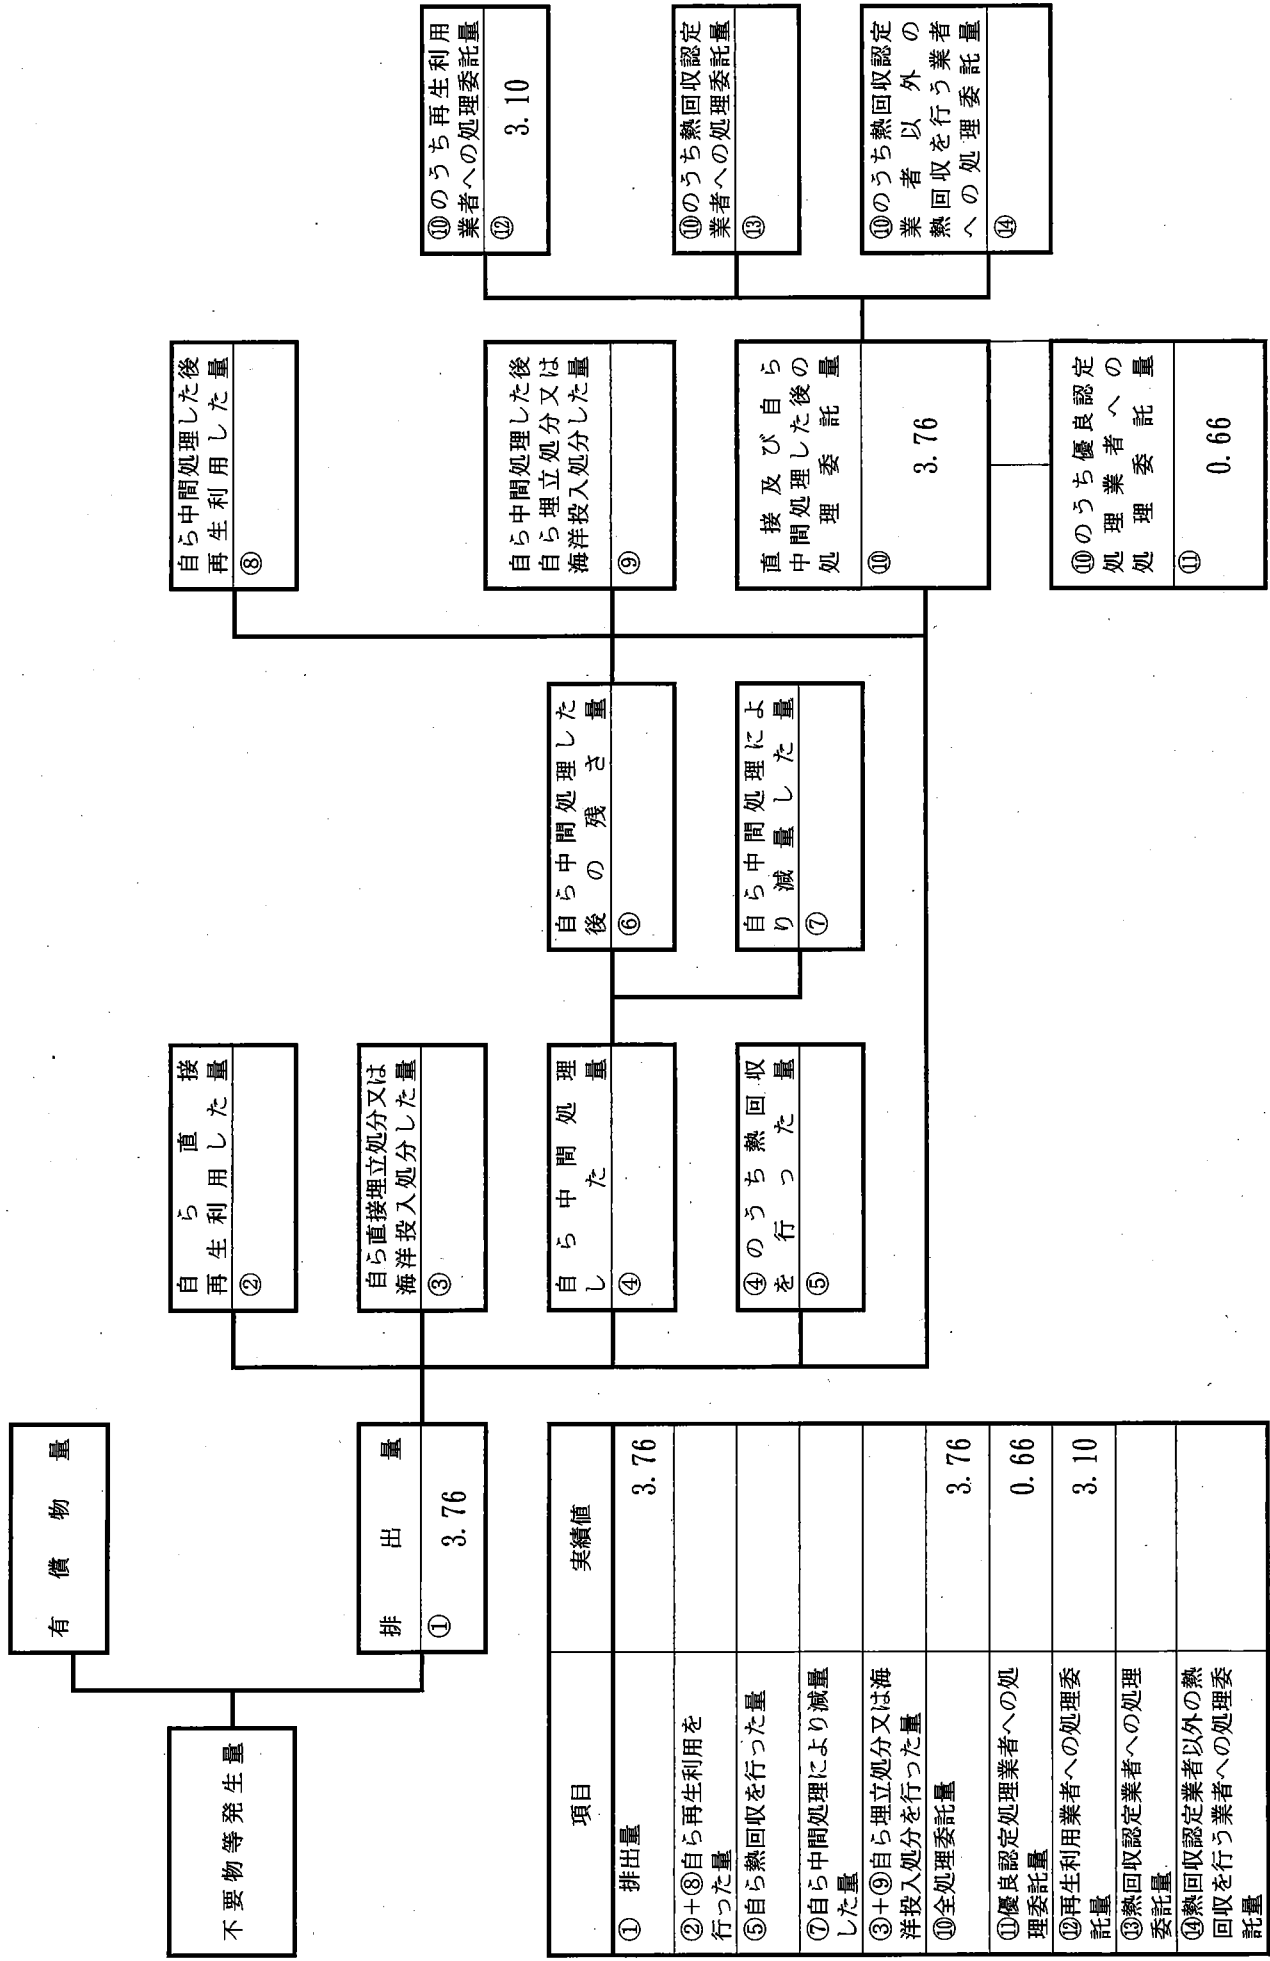 不要物等発生量
有償物量
排出量
① 3.76
自ら直接
再生利用した量
②
自ら直接埋立処分又は
海洋投入処分した量
③
自ら中間処理
した量
④
④のうち熱回収
を行った量
⑤
自ら中間処理した
後の残さ量
⑥
自ら中間処理によ
り減量した量
⑦
自ら中間処理した後
再生利用した量
⑧
自ら中間処理した後
自ら埋立処分又は
海洋投入処分した量
⑨
直接及び自ら
中間処理した後の
処理委託量
⑩ 3.76
⑩のうち優良認定
処理業者への
処理委託量
⑪ 0.66
⑩のうち再生利用
業者への処理委託量
⑫ 3.10
⑩のうち熱回収認定
業者への処理委託量
⑬
⑩のうち熱回収認定
業者以外の
熱回収を行う業者
への処理委託量
⑭
項目 実績値
① 排出量 3.76
②+⑧自ら再生利用を
行った量
⑤自ら熱回収を行った量
⑦自ら中間処理により減量
した量
③+⑨自ら埋立処分又は海
洋投入処分を行った量
⑩全処理委託量 3.76
⑪優良認定処理業者への処
理委託量 0.66
⑫再生利用業者への処理委
託量 3.10
⑬熱回収認定業者への処理
委託量
⑭熱回収認定業者以外の熱
回収を行う業者への処理委
託量